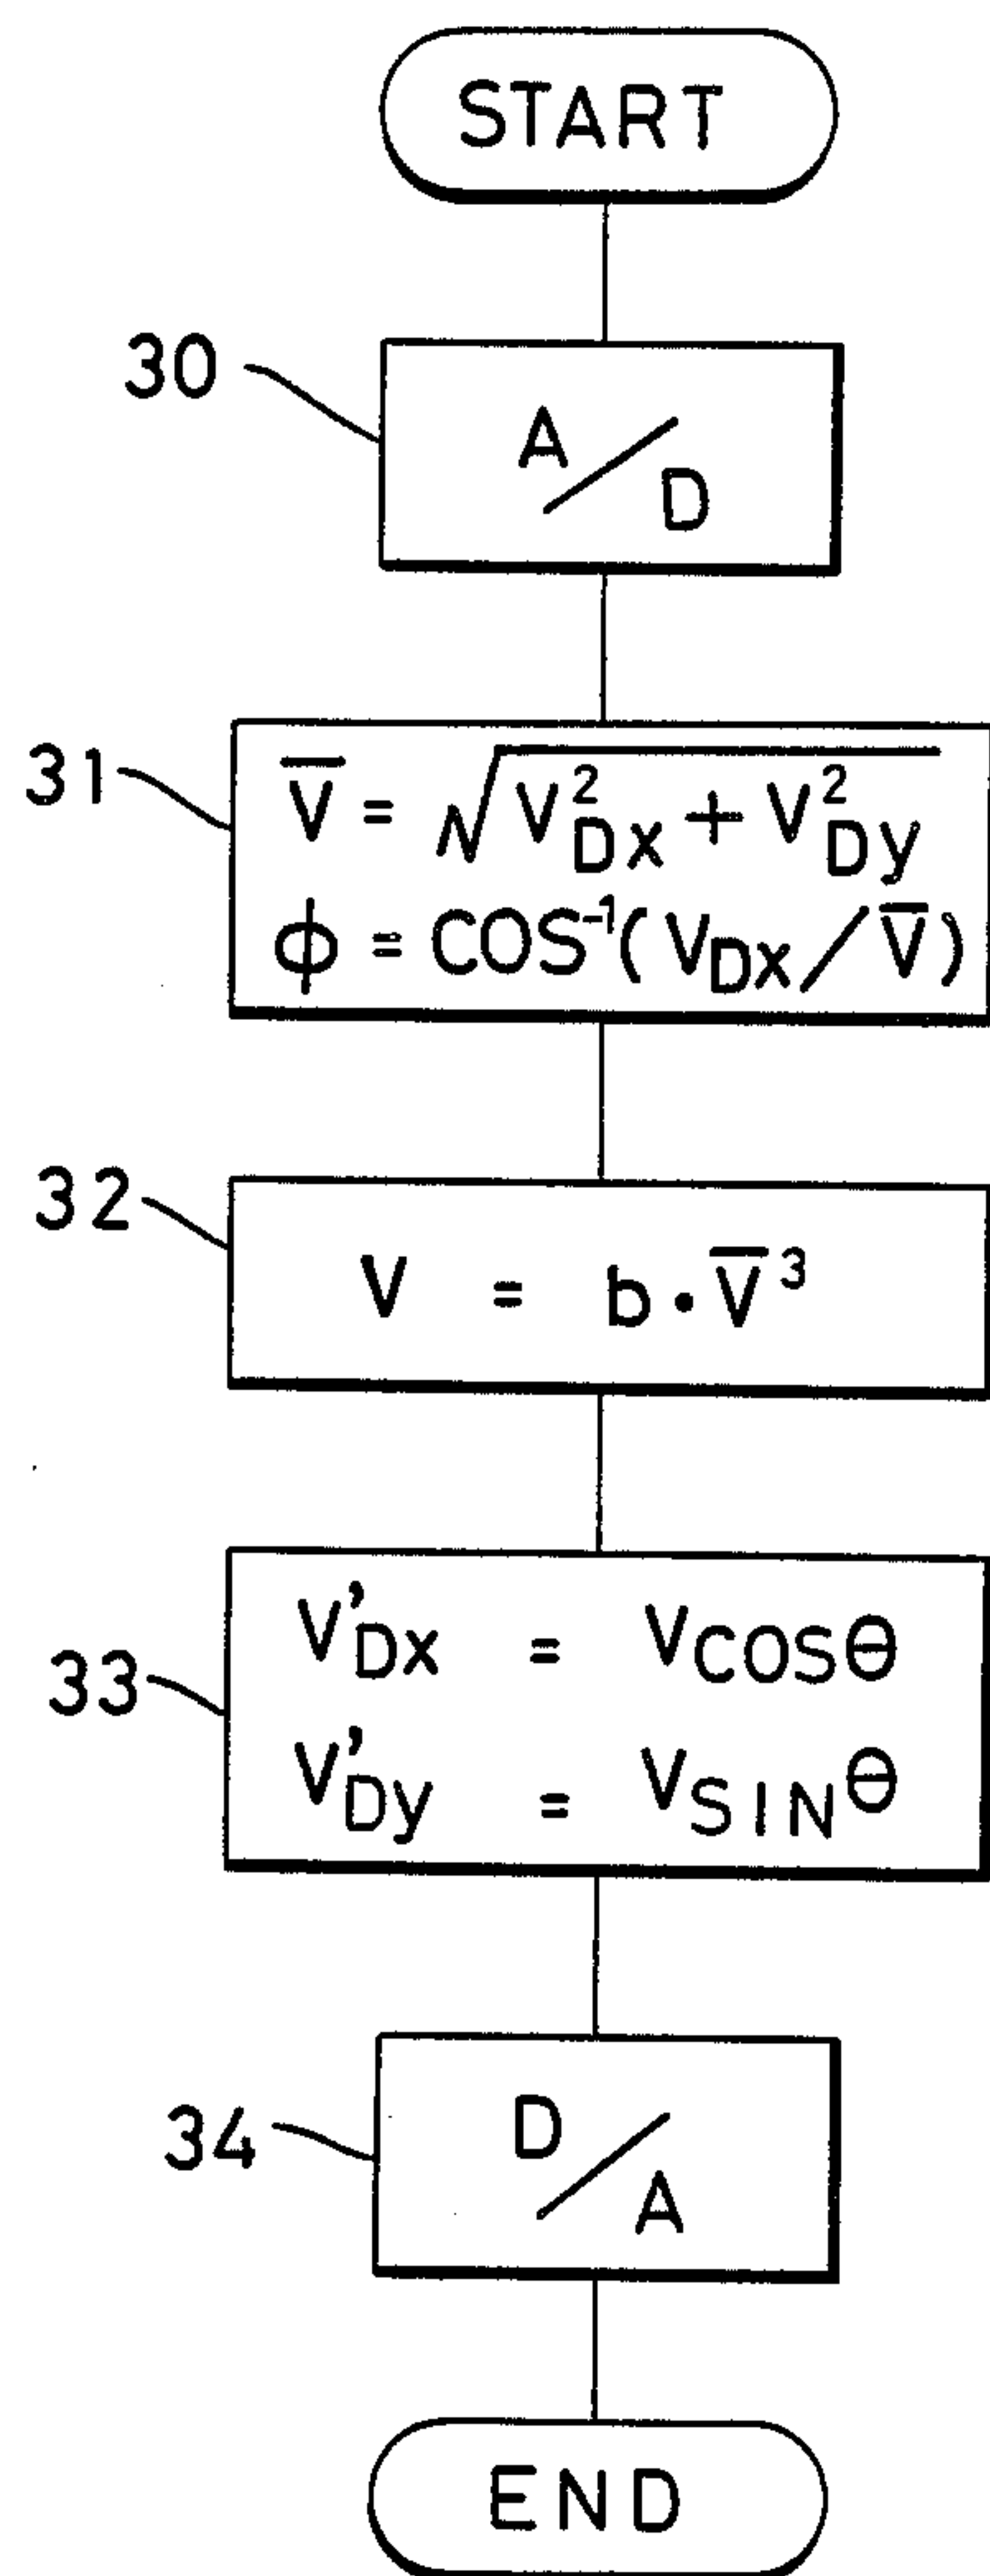 START
30
A/D
31
V̅ = √V²Dx + V²Dy
ϕ = COS⁻¹(VDx/V̅)
32
V = b·V̅³
33
V'Dx = VCOSθ
V'Dy = VSINθ
34
D/A
END